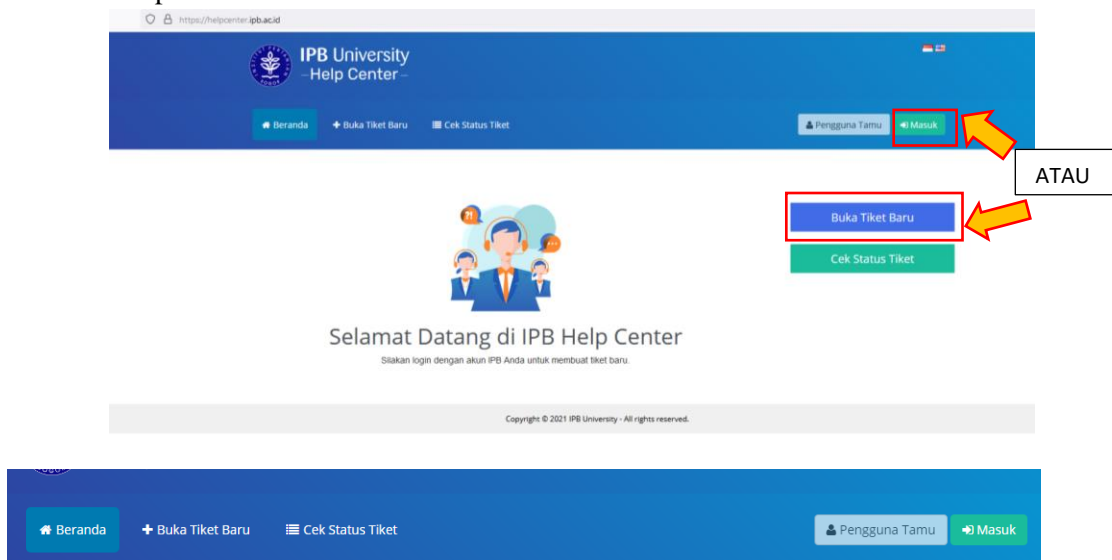 https://helpcenter.ipb.ac.id
IPB University
-Help Center-
Beranda
Buka Tiket Baru
Cek Status Tiket
Pengguna Tamu
Masuk
ATAU
Buka Tiket Baru
Cek Status Tiket
Selamat Datang di IPB Help Center
Silakan login dengan akun IPB Anda untuk membuat tiket baru.
Copyright © 2021 IPB University - All rights reserved.
Beranda
Buka Tiket Baru
Cek Status Tiket
Pengguna Tamu
Masuk